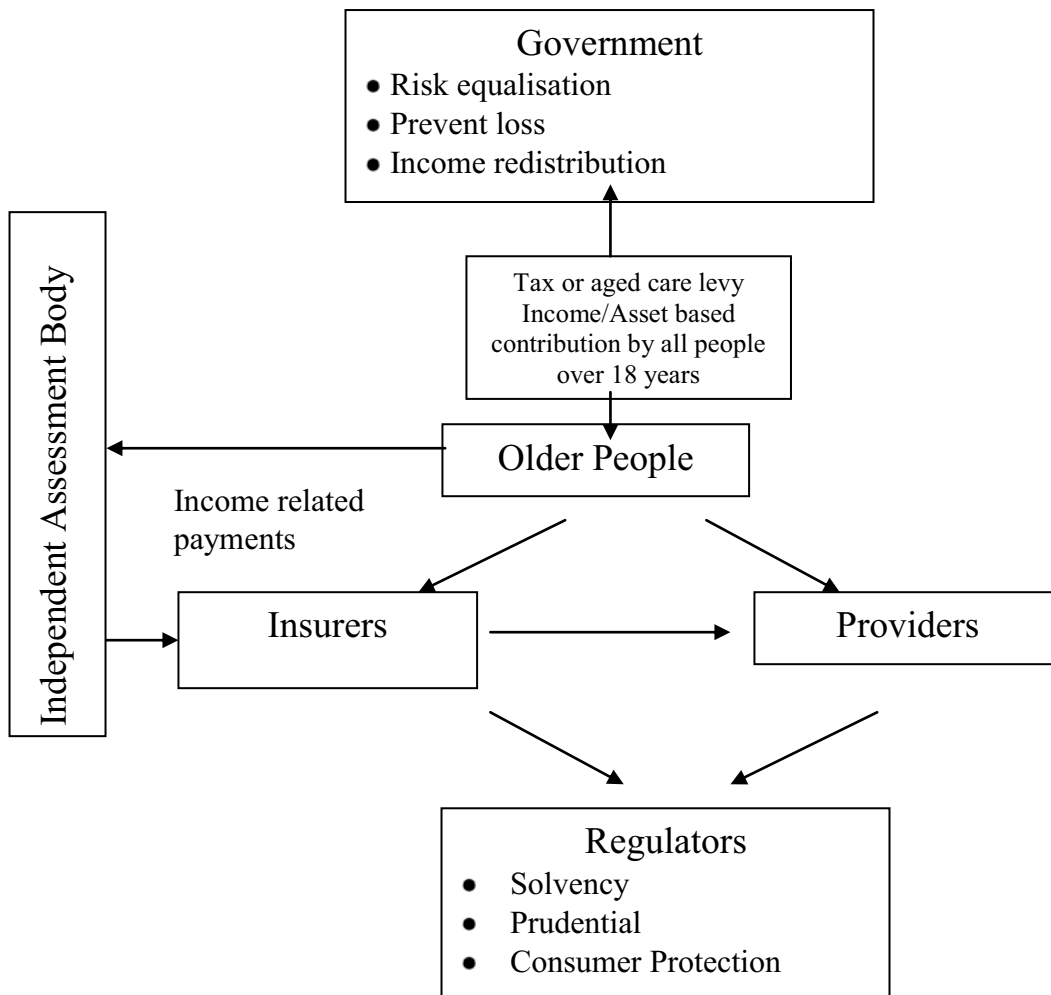 Government
● Risk equalisation
● Prevent loss
● Income redistribution
Independent Assessment Body
Tax or aged care levy
Income/Asset based
contribution by all people
over 18 years
Older People
Income related
payments
Insurers
Providers
Regulators
● Solvency
● Prudential
● Consumer Protection